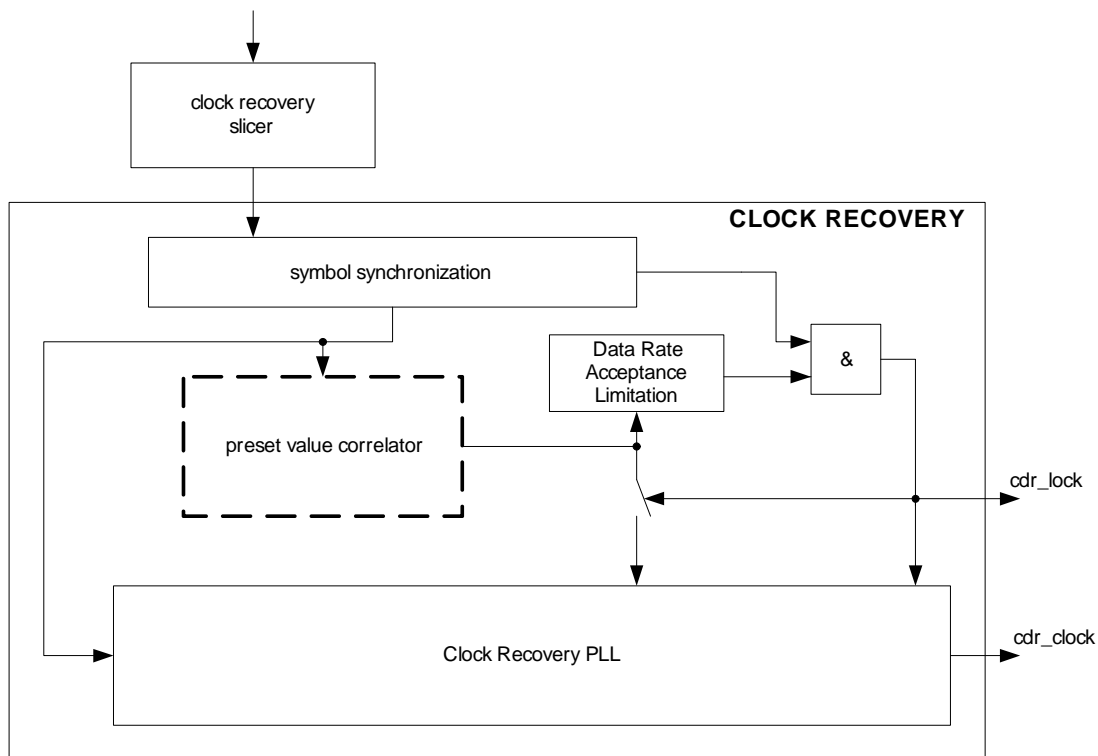 clock recovery
slicer
CLOCK RECOVERY
symbol synchronization
Data Rate
Acceptance
Limitation
&
preset value correlator
cdr_lock
Clock Recovery PLL
cdr_clock